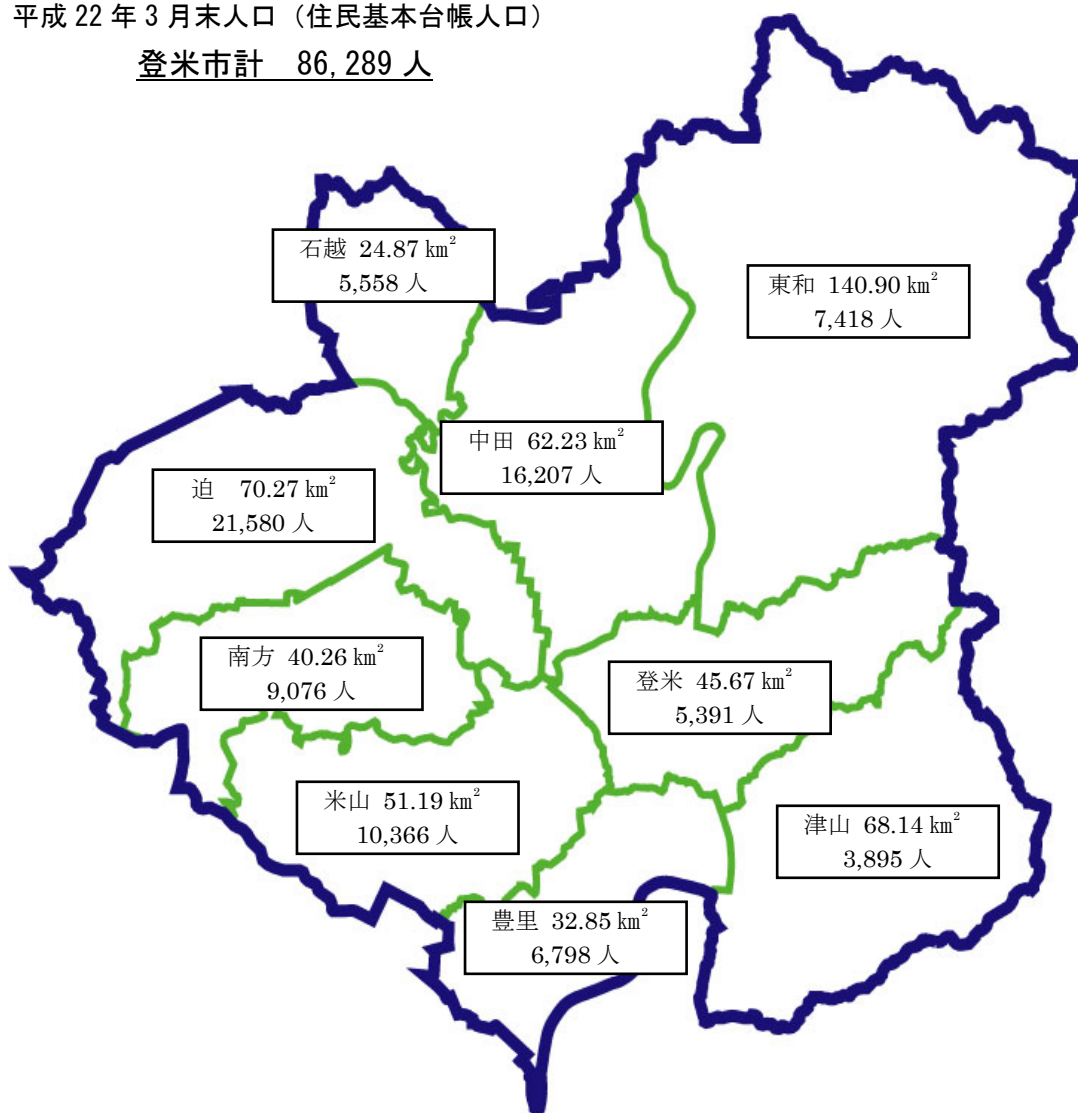 平成 22 年 3 月末人口（住民基本台帳人口）
登米市計　86,289 人
石越 24.87 ㎢
5,558 人
東和 140.90 ㎢
7,418 人
中田 62.23 ㎢
16,207 人
迫　70.27 ㎢
21,580 人
南方 40.26 ㎢
9,076 人
登米 45.67 ㎢
5,391 人
米山 51.19 ㎢
10,366 人
津山 68.14 ㎢
3,895 人
豊里 32.85 ㎢
6,798 人